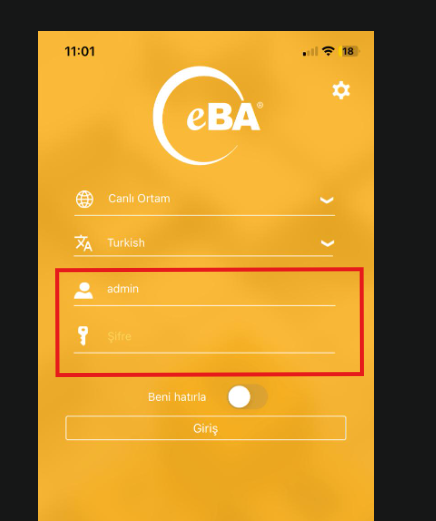 11:01
18
eBA®
Canlı Ortam
Turkish
admin
Şifre
Beni hatırla
Giriş